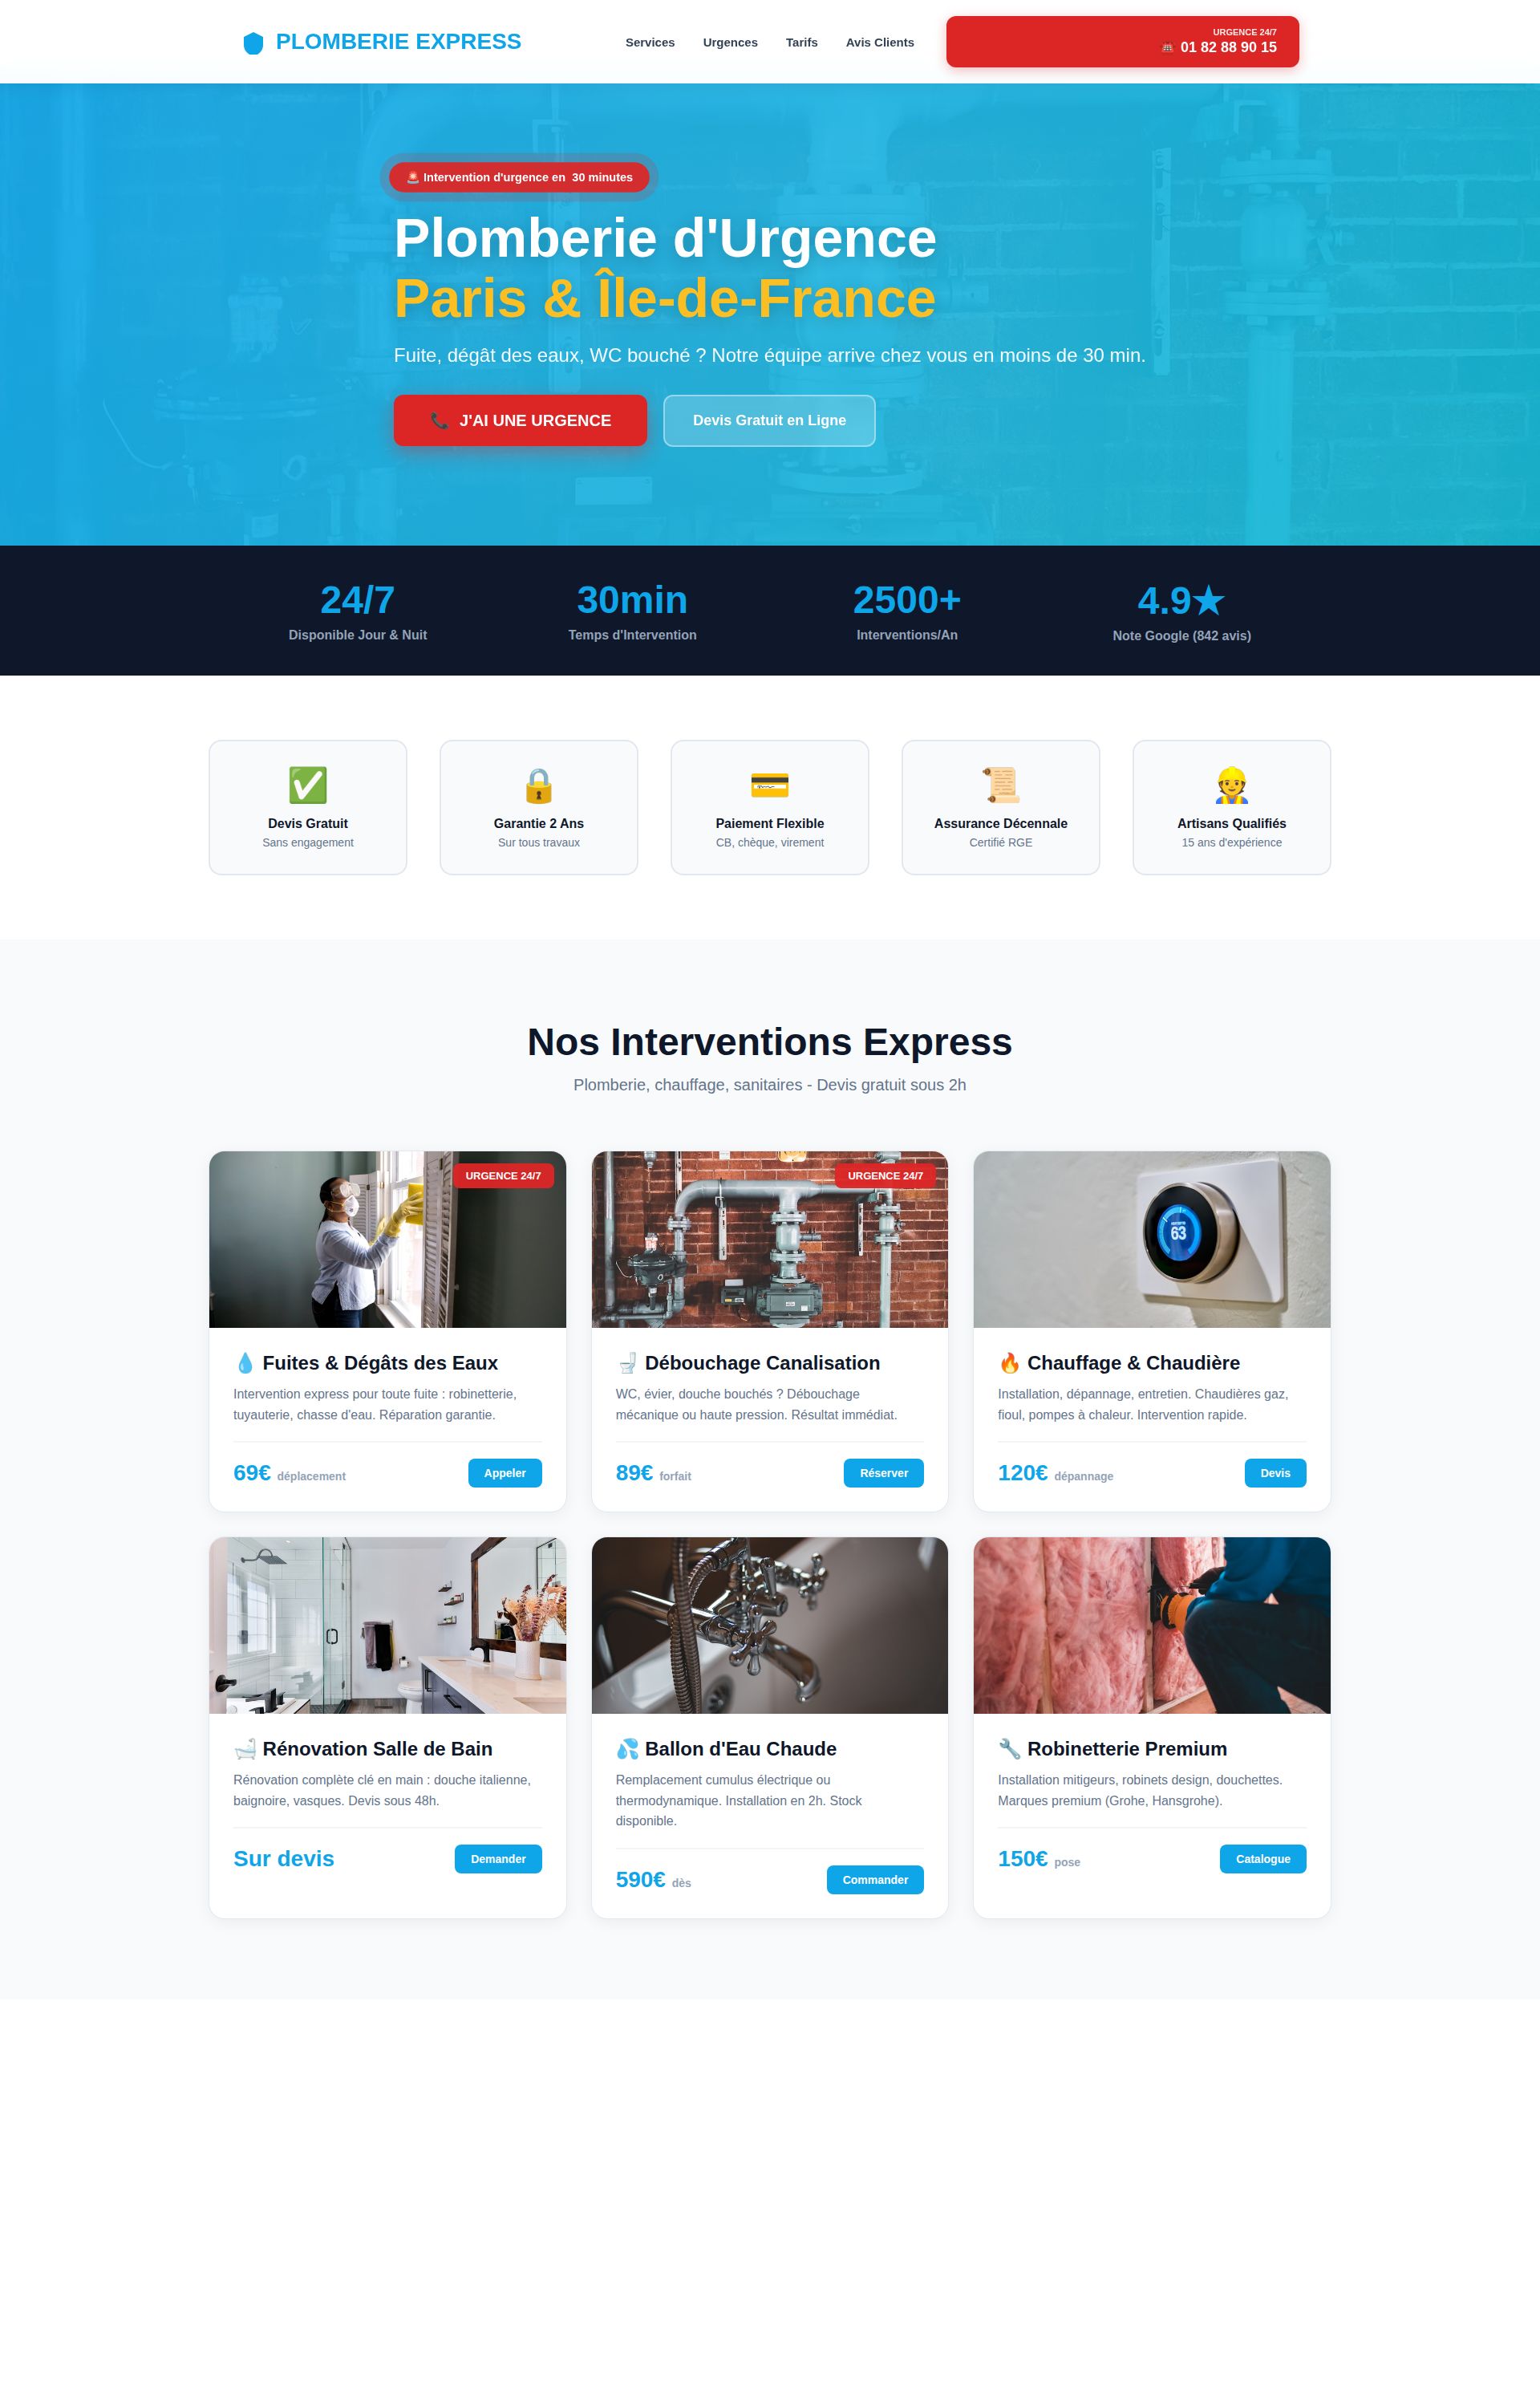 PLOMBERIE EXPRESS
Services
Urgences
Tarifs
Avis Clients
URGENCE 24/7
01 82 88 90 15
Intervention d'urgence en 30 minutes
Plomberie d'Urgence
Paris & Île-de-France
Fuite, dégât des eaux, WC bouché ? Notre équipe arrive chez vous en moins de 30 min.
J'AI UNE URGENCE
Devis Gratuit en Ligne
24/7
Disponible Jour & Nuit
30min
Temps d'Intervention
2500+
Interventions/An
4.9★
Note Google (842 avis)
Devis Gratuit
Sans engagement
Garantie 2 Ans
Sur tous travaux
Paiement Flexible
CB, chèque, virement
Assurance Décennale
Certifié RGE
Artisans Qualifiés
15 ans d'expérience
Nos Interventions Express
Plomberie, chauffage, sanitaires - Devis gratuit sous 2h
URGENCE 24/7
Fuites & Dégâts des Eaux
Intervention express pour toute fuite : robinetterie,
tuyauterie, chasse d'eau. Réparation garantie.
69€ déplacement
Appeler
URGENCE 24/7
Débouchage Canalisation
WC, évier, douche bouchés ? Débouchage
mécanique ou haute pression. Résultat immédiat.
89€ forfait
Réserver
63
Chauffage & Chaudière
Installation, dépannage, entretien. Chaudières gaz,
fioul, pompes à chaleur. Intervention rapide.
120€ dépannage
Devis
Rénovation Salle de Bain
Rénovation complète clé en main : douche italienne,
baignoire, vasques. Devis sous 48h.
Sur devis
Demander
Ballon d'Eau Chaude
Remplacement cumulus électrique ou
thermodynamique. Installation en 2h. Stock
disponible.
590€ dès
Commander
Robinetterie Premium
Installation mitigeurs, robinets design, douchettes.
Marques premium (Grohe, Hansgrohe).
150€ pose
Catalogue